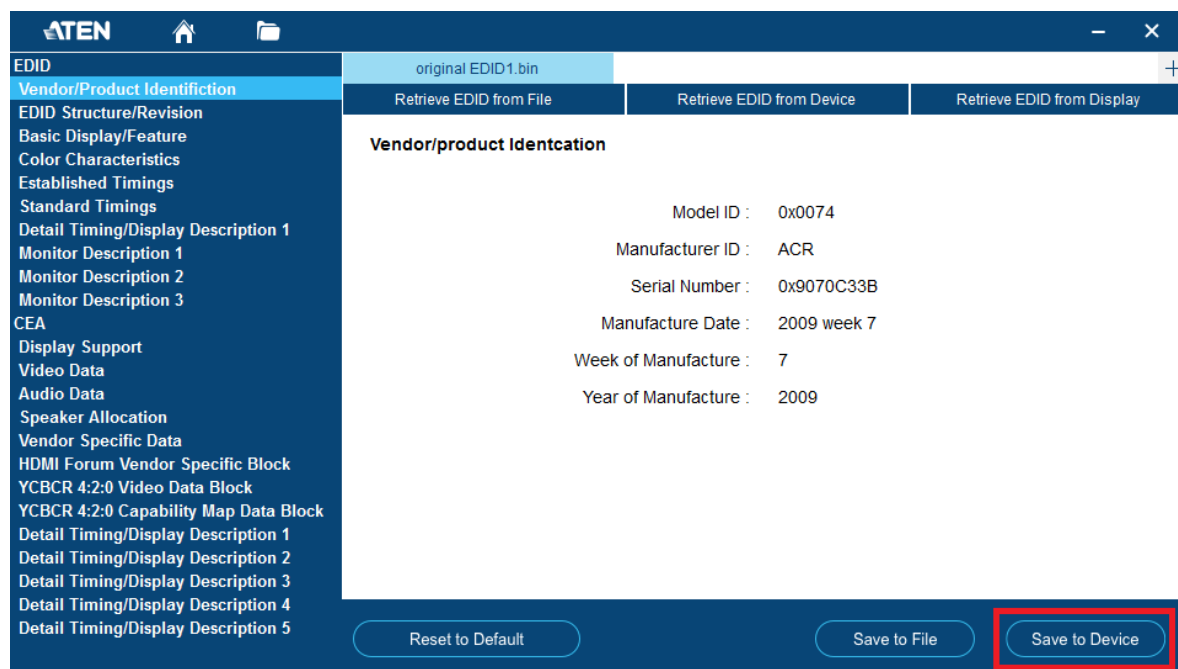 ATEN
EDID
Vendor/Product Identifiction
EDID Structure/Revision
Basic Display/Feature
Color Characteristics
Established Timings
Standard Timings
Detail Timing/Display Description 1
Monitor Description 1
Monitor Description 2
Monitor Description 3
CEA
Display Support
Video Data
Audio Data
Speaker Allocation
Vendor Specific Data
HDMI Forum Vendor Specific Block
YCBCR 4:2:0 Video Data Block
YCBCR 4:2:0 Capability Map Data Block
Detail Timing/Display Description 1
Detail Timing/Display Description 2
Detail Timing/Display Description 3
Detail Timing/Display Description 4
Detail Timing/Display Description 5
original EDID1.bin
Retrieve EDID from File Retrieve EDID from Device Retrieve EDID from Display
Vendor/product Identcation
Model ID : 0x0074
Manufacturer ID : ACR
Serial Number : 0x9070C33B
Manufacture Date : 2009 week 7
Week of Manufacture : 7
Year of Manufacture : 2009
Reset to Default Save to File Save to Device